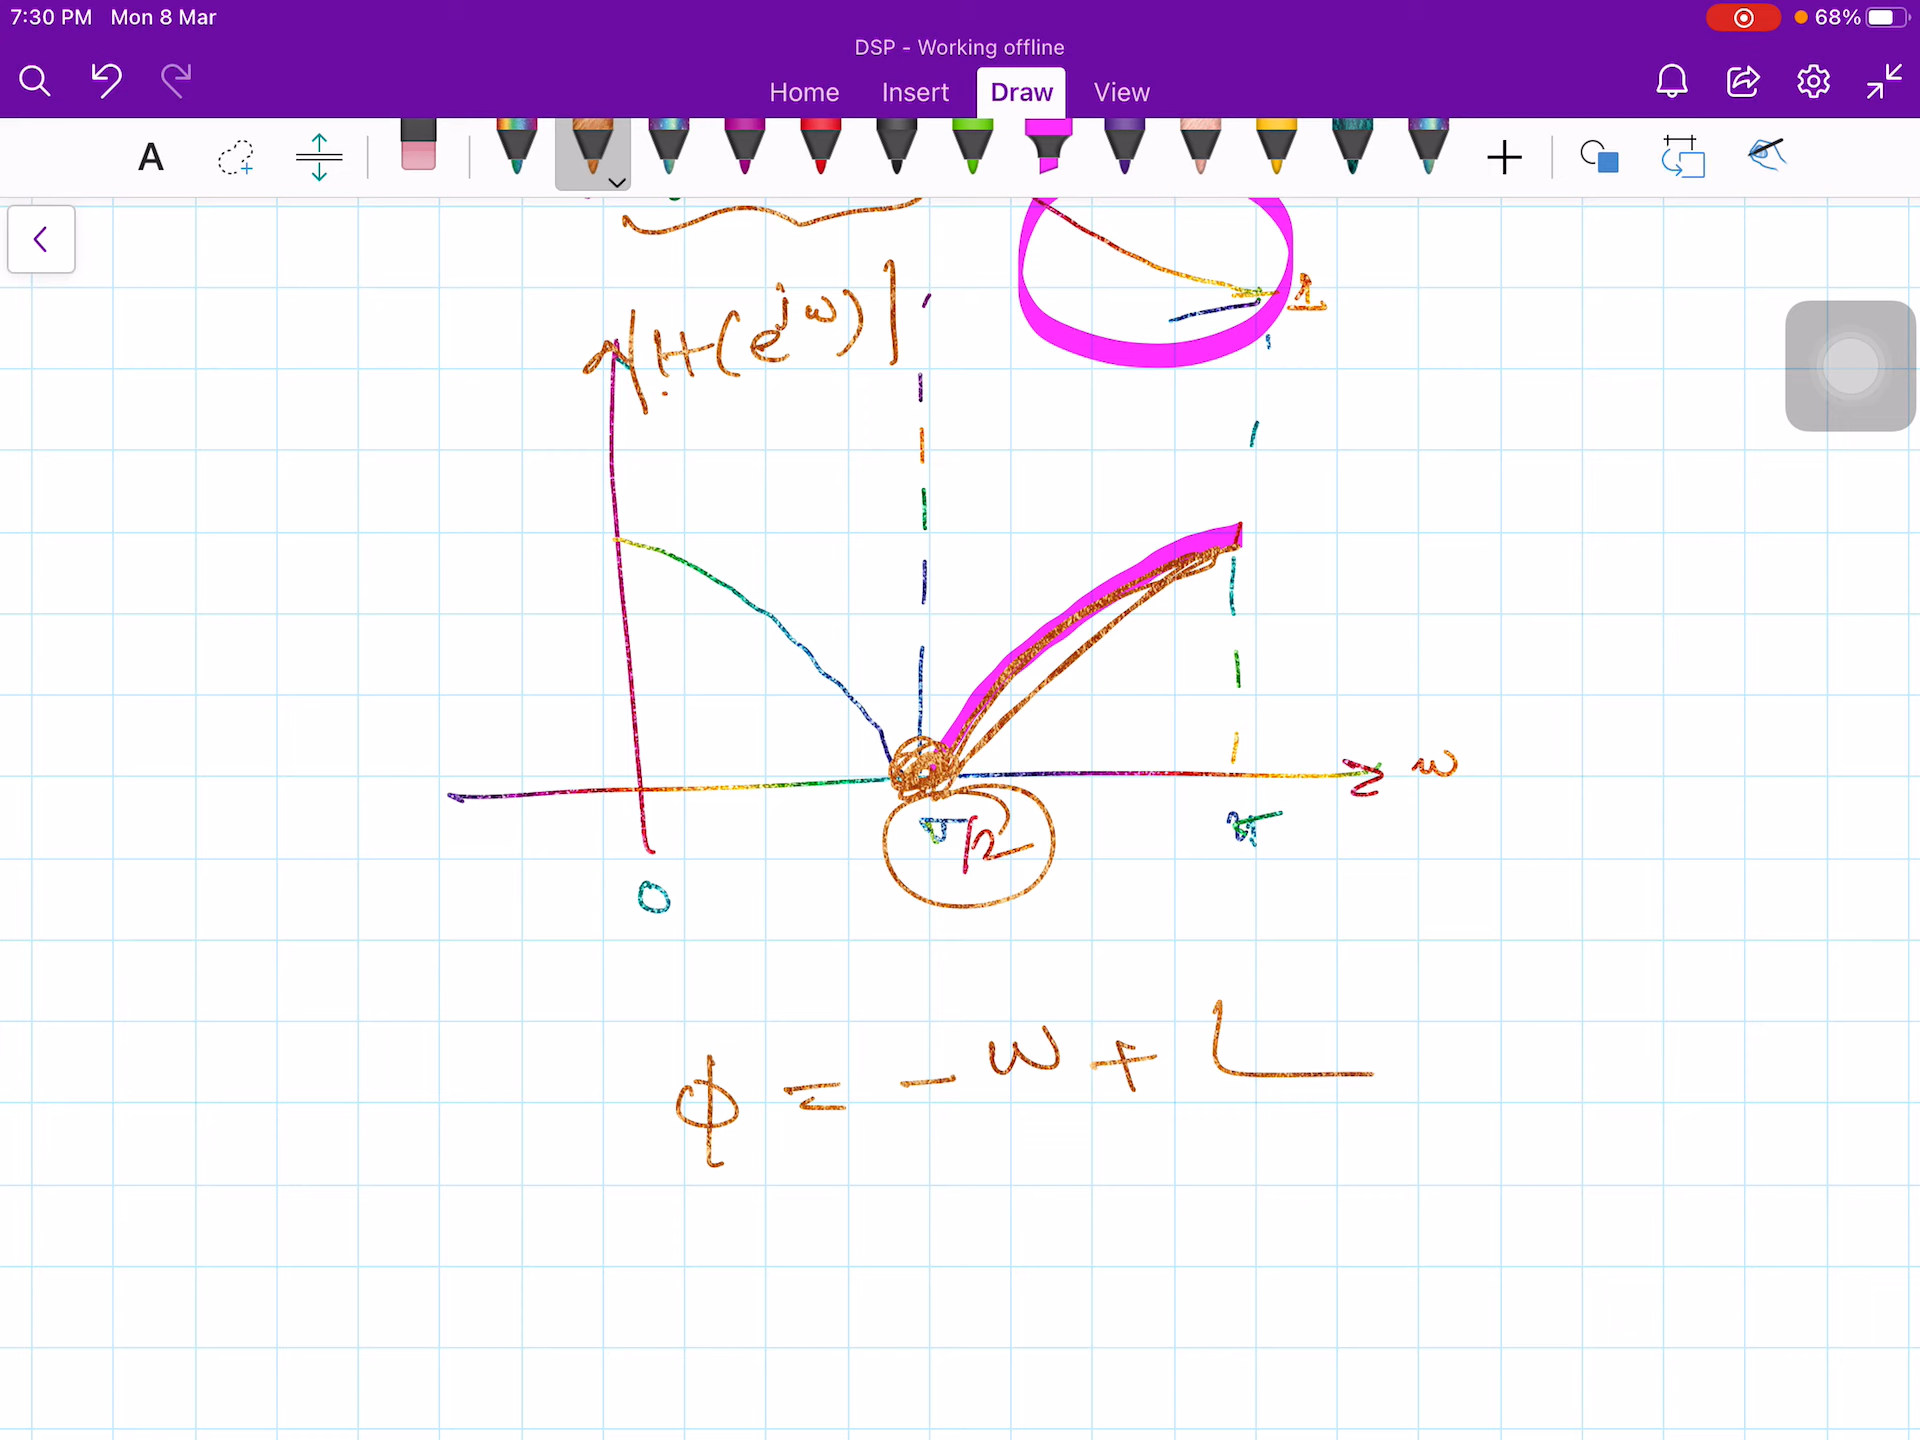 7:30 PM Mon 8 Mar
68%
DSP - Working offline
Home Insert Draw View
A
1
|H(e^jω)|
ω
π/2
π
0
φ = -ω + ∠